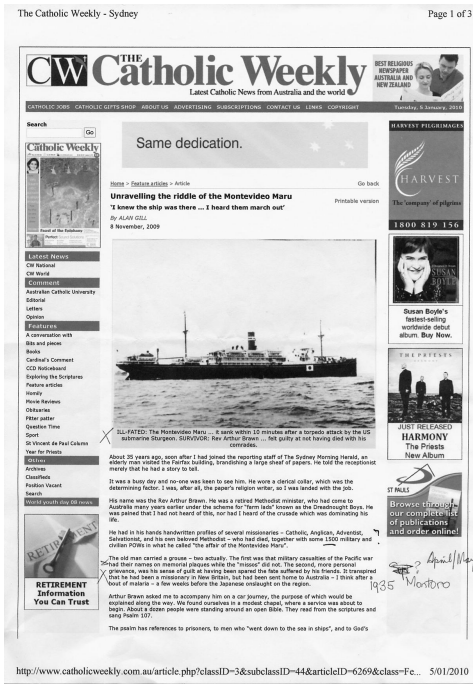 The Catholic Weekly - Sydney
Page 1 of 3
CW THE Catholic Weekly
Latest Catholic News from Australia and the world
BEST RELIGIOUS
NEWSPAPER
AUSTRALIA AND
NEW ZEALAND
CATHOLIC JOBS CATHOLIC GIFTS SHOP ABOUT US ADVERTISING SUBSCRIPTIONS CONTACT US LINKS COPYRIGHT
Tuesday, 5 January, 2010
Search
Go
Catholic Weekly
Same dedication.
Home > Feature articles > Article
Go back
Unravelling the riddle of the Montevideo Maru
Printable version
'I knew the ship was there ... I heard them march out'
By ALAN GILL
8 November, 2009
Latest News
CW National
CW World
Comment
Australian Catholic University
Editorial
Letters
Opinion
Features
A conversation with
Bits and pieces
Books
Cardinal's Comment
CCD Noticeboard
Exploring the Scriptures
Feature articles
Homily
Movie Reviews
Obituaries
Pitter patter
Question Time
Sport
St Vincent de Paul Column
Year for Priests
Other
Archives
Classifieds
Position Vacant
Search
World youth day 08 news
RETIREMENT
Information
You Can Trust
ILL-FATED: The Montevideo Maru ... it sank within 10 minutes after a torpedo attack by the US
submarine Sturgeon. SURVIVOR: Rev Arthur Brawn ... felt guilty at not having died with his
comrades.
About 35 years ago, soon after I had joined the reporting staff of The Sydney Morning Herald, an
elderly man visited the Fairfax building, brandishing a large sheaf of papers. He told the receptionist
merely that he had a story to tell.
It was a busy day and no-one was keen to see him. He wore a clerical collar, which was the
determining factor. I was, after all, the paper's religion writer, so I was landed with the job.
His name was the Rev Arthur Brawn. He was a retired Methodist minister, who had come to
Australia many years earlier under the scheme for "farm lads" known as the Dreadnought Boys. He
was pained that I had not heard of this, nor had I heard of the crusade which was dominating his
life.
He had in his hands handwritten profiles of several missionaries – Catholic, Anglican, Adventist,
Salvationist, and his own beloved Methodist – who had died, together with some 1500 military and
civilian POWs in what he called "the affair of the Montevideo Maru".
The old man carried a grouse – two actually. The first was that military casualties of the Pacific war
had their names on memorial plaques while the "missos" did not. The second, more personal
grievance, was his sense of guilt at having been spared the fate suffered by his friends. It transpired
that he had been a missionary in New Britain, but had been sent home to Australia – I think after a
bout of malaria – a few weeks before the Japanese onslaught on the region.
Arthur Brawn asked me to accompany him on a car journey, the purpose of which would be
explained along the way. We found ourselves in a modest chapel, where a service was about to
begin. About a dozen people were standing around an open Bible. They read from the scriptures and
sang Psalm 107.
The psalm has references to prisoners, to men who "went down to the sea in ships", and to God's
HARVEST PILGRIMAGES
HARVEST
The 'company' of pilgrims
1800 819 156
SUSAN
BOYLE
Susan Boyle's
fastest-selling
worldwide debut
album. Buy Now.
THE PRIESTS
JUST RELEASED
HARMONY
The Priests
New Album
ST PAULS
Browse through
our complete list
of publications
and order online!
? April/May
1935
http://www.catholicweekly.com.au/article.php?classID=3&subclassID=44&articleID=6269&class=Fe...
5/01/2010